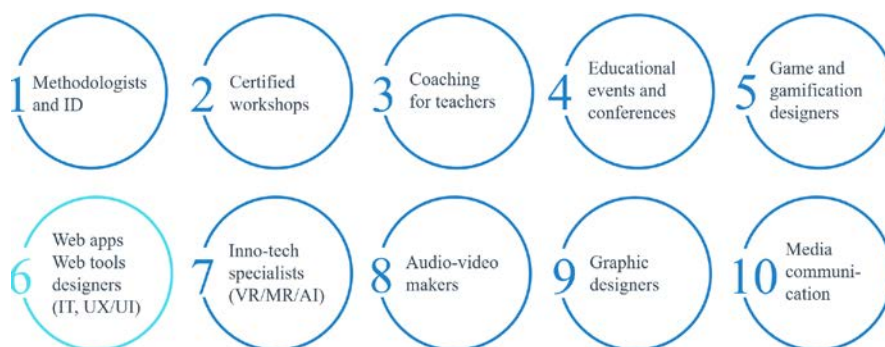 1
Methodologists
and ID
2
Certified
workshops
3
Coaching
for teachers
4
Educational
events and
conferences
5
Game and
gamification
designers
6
Web apps
Web tools
designers
(IT, UX/UI)
7
Inno-tech
specialists
(VR/MR/AI)
8
Audio-video
makers
9
Graphic
designers
10
Media
communi-
cation